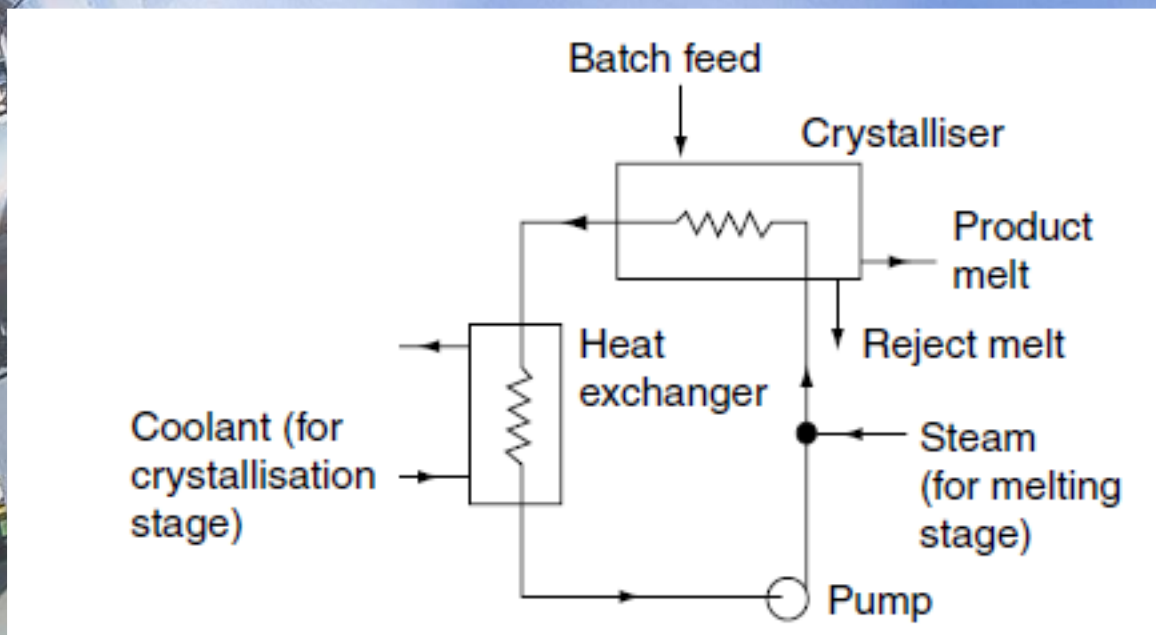 Batch feed
Crystalliser
Product
melt
Reject melt
Heat
exchanger
Coolant (for
crystallisation
stage)
Steam
(for melting
stage)
Pump